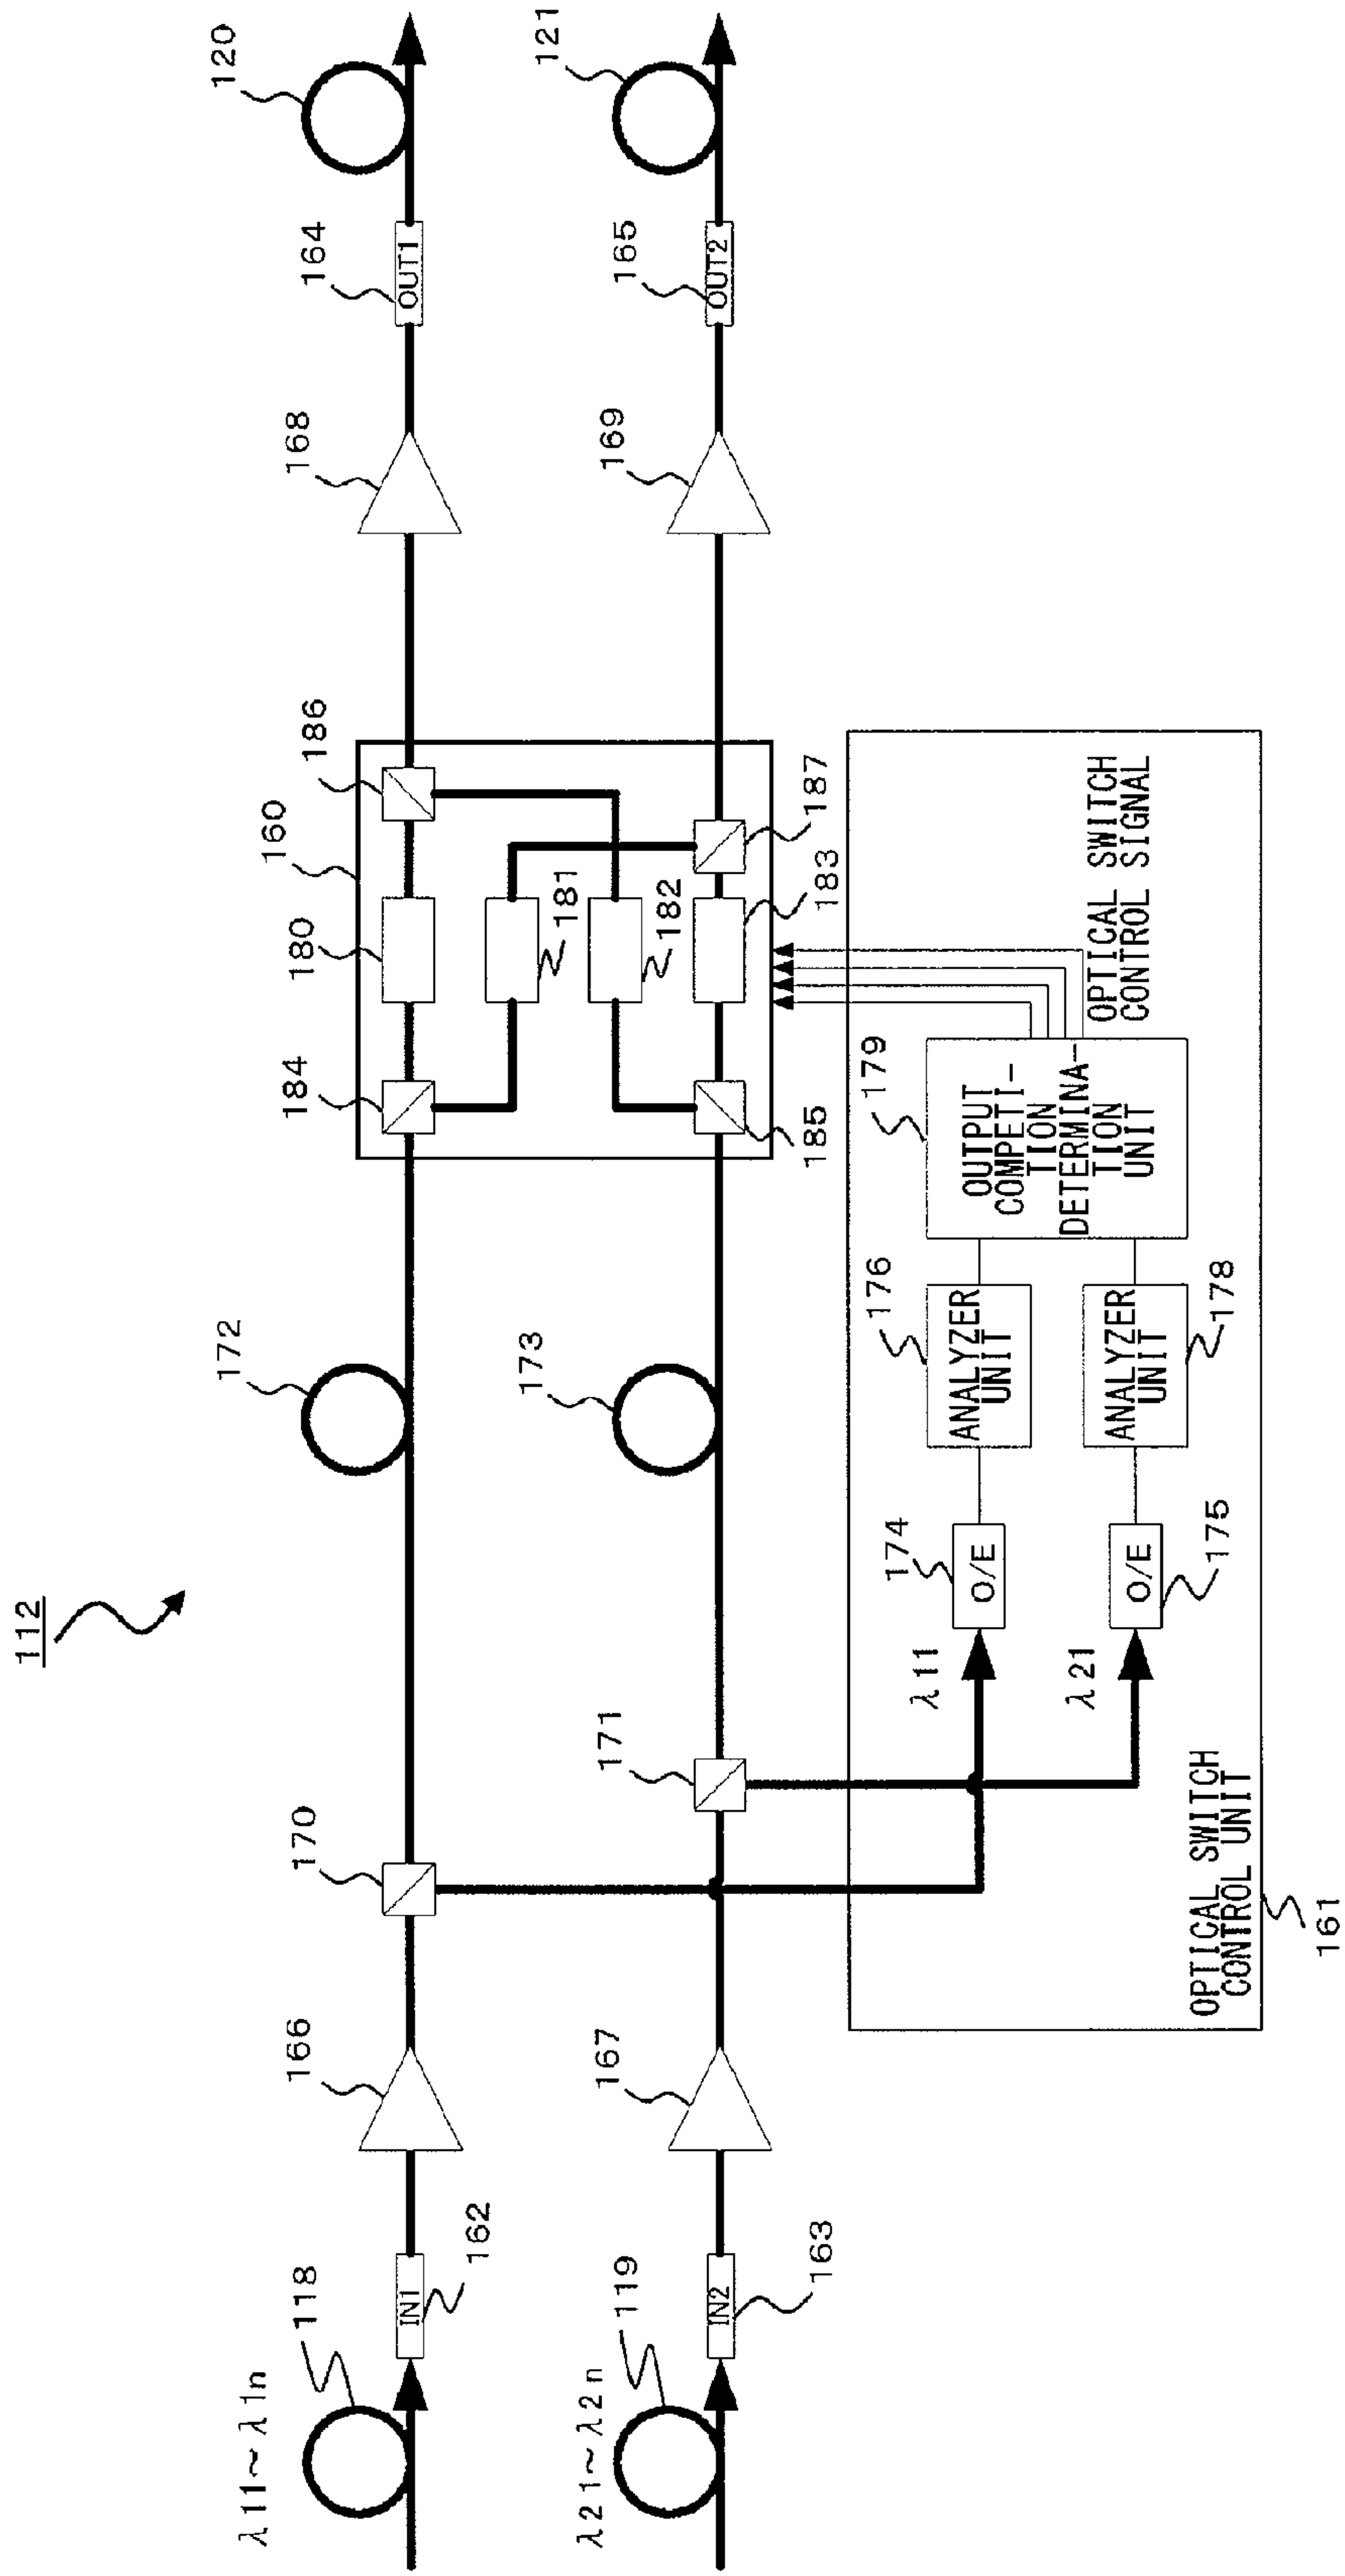 112
λ11~λ1n
118
IN1
162
166
170
172
160
184
180
186
168
OUT1
164
120
λ21~λ2n
119
IN2
163
167
171
173
185
181
182
183
187
169
OUT2
165
121
λ11
O/E
174
ANALYZER
UNIT
176
λ21
O/E
175
ANALYZER
UNIT
178
OUTPUT
COMPETI-
TION
DETERMINA-
TION
UNIT
179
OPTICAL SWITCH
CONTROL SIGNAL
OPTICAL SWITCH
CONTROL UNIT
161